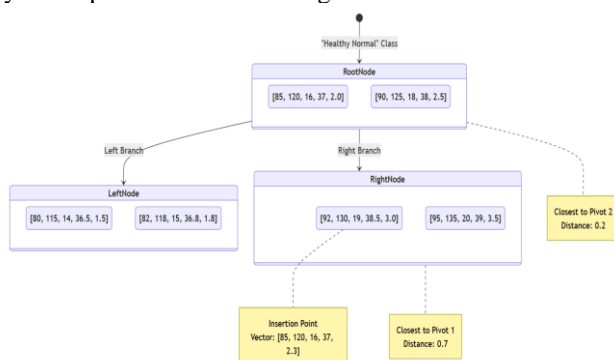 "Healthy Normal" Class
RootNode
[85, 120, 16, 37, 2.0] [90, 125, 18, 38, 2.5]
Left Branch Right Branch
LeftNode
[80, 115, 14, 36.5, 1.5] [82, 118, 15, 36.8, 1.8]
RightNode
[92, 130, 19, 38.5, 3.0] [95, 135, 20, 39, 3.5]
Closest to Pivot 2
Distance: 0.2
Insertion Point
Vector: [85, 120, 16, 37,
2.3]
Closest to Pivot 1
Distance: 0.7